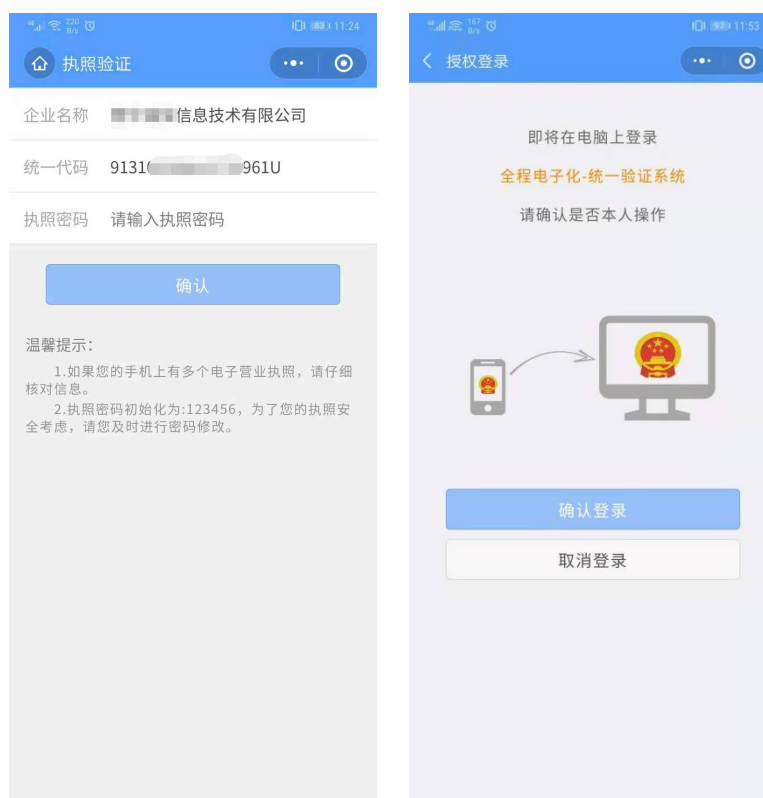 220
B/s
83
11:24
执照验证
企业名称 信息技术有限公司
统一代码 9131 961U
执照密码 请输入执照密码
确认
温馨提示：
1.如果您的手机上有多个电子营业执照，请仔细
核对信息。
2.执照密码初始化为:123456，为了您的执照安
全考虑，请您及时进行密码修改。
167
B/s
92
11:53
授权登录
即将在电脑上登录
全程电子化-统一验证系统
请确认是否本人操作
确认登录
取消登录